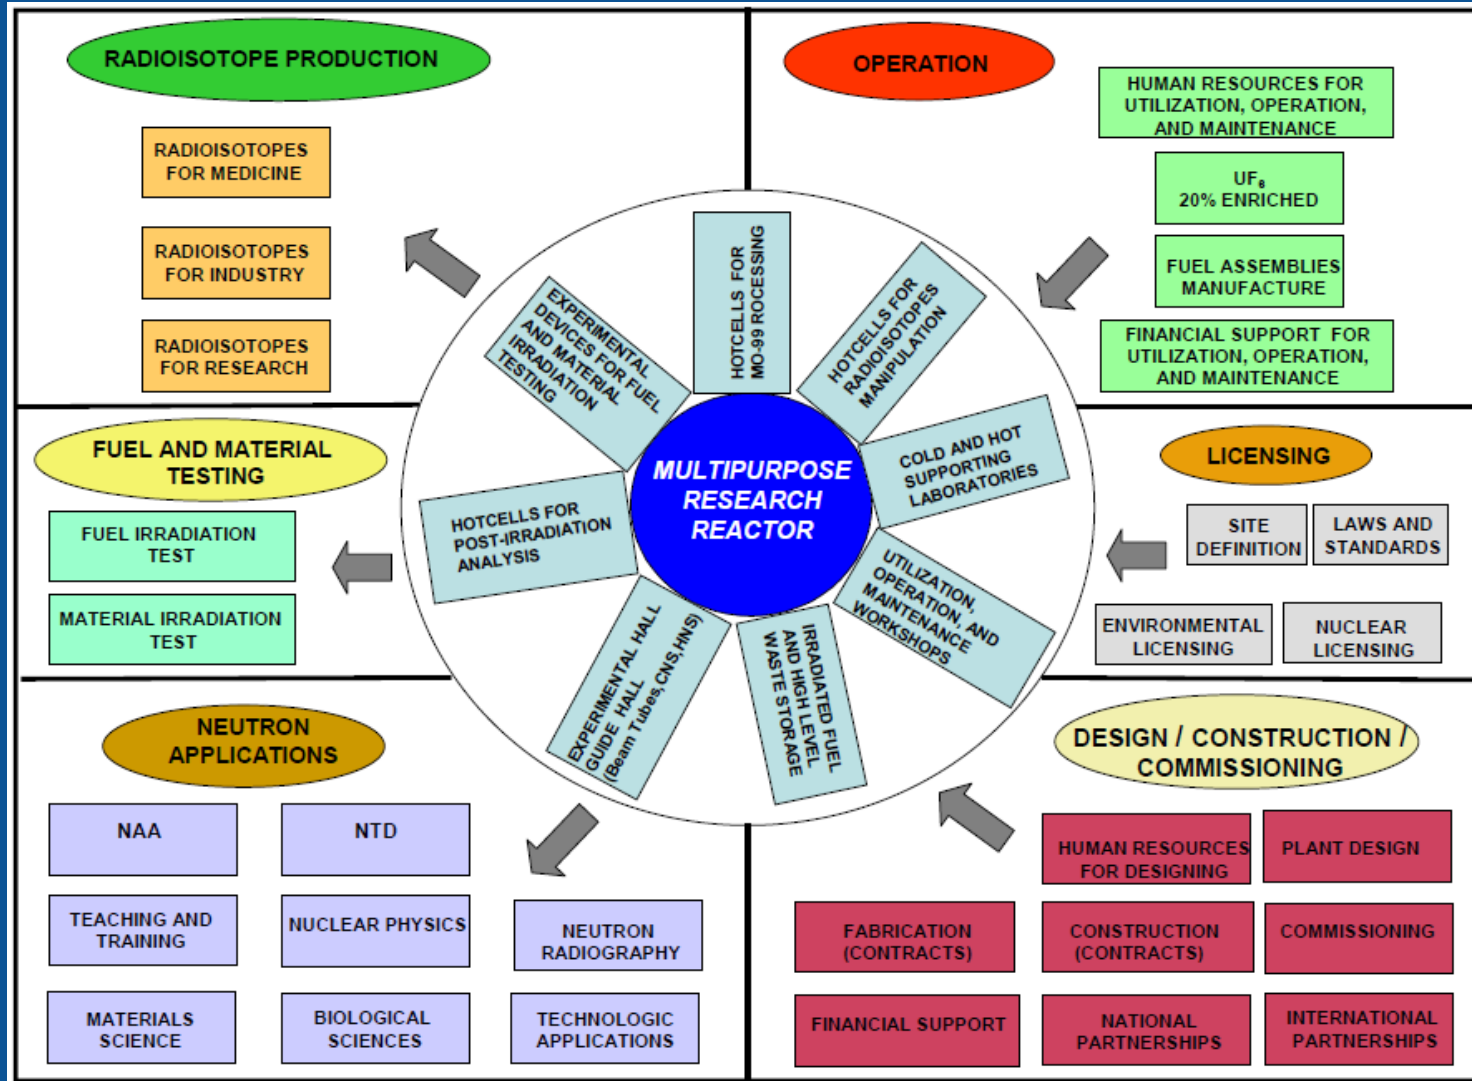 RADIOISOTOPE PRODUCTION
RADIOISOTOPES
FOR MEDICINE
RADIOISOTOPES
FOR INDUSTRY
RADIOISOTOPES
FOR RESEARCH
OPERATION
HUMAN RESOURCES FOR
UTILIZATION, OPERATION,
AND MAINTENANCE
UF₆
20% ENRICHED
FUEL ASSEMBLIES
MANUFACTURE
FINANCIAL SUPPORT FOR
UTILIZATION, OPERATION,
AND MAINTENANCE
HOTCELLS FOR
MO-99 ROCESSING
HOTCELLS FOR
RADIOISOTOPES
MANIPULATION
COLD AND HOT
SUPPORTING
LABORATORIES
UTILIZATION,
OPERATION, AND
MAINTENANCE
WORKSHOPS
IRRADIATED FUEL
AND HIGH LEVEL
WASTE STORAGE
EXPERIMENTAL HALL
GUIDE HALL
(Beam Tubes,CNS,HNS)
HOTCELLS FOR
POST-IRRADIATION
ANALYSIS
EXPERIMENTAL
DEVICES FOR FUEL
AND MATERIAL
IRRADIATION
TESTING
MULTIPURPOSE
RESEARCH
REACTOR
FUEL AND MATERIAL
TESTING
FUEL IRRADIATION
TEST
MATERIAL IRRADIATION
TEST
LICENSING
SITE
DEFINITION
LAWS AND
STANDARDS
ENVIRONMENTAL
LICENSING
NUCLEAR
LICENSING
NEUTRON
APPLICATIONS
NAA
NTD
TEACHING AND
TRAINING
NUCLEAR PHYSICS
NEUTRON
RADIOGRAPHY
MATERIALS
SCIENCE
BIOLOGICAL
SCIENCES
TECHNOLOGIC
APPLICATIONS
DESIGN / CONSTRUCTION /
COMMISSIONING
HUMAN RESOURCES
FOR DESIGNING
PLANT DESIGN
FABRICATION
(CONTRACTS)
CONSTRUCTION
(CONTRACTS)
COMMISSIONING
FINANCIAL SUPPORT
NATIONAL
PARTNERSHIPS
INTERNATIONAL
PARTNERSHIPS